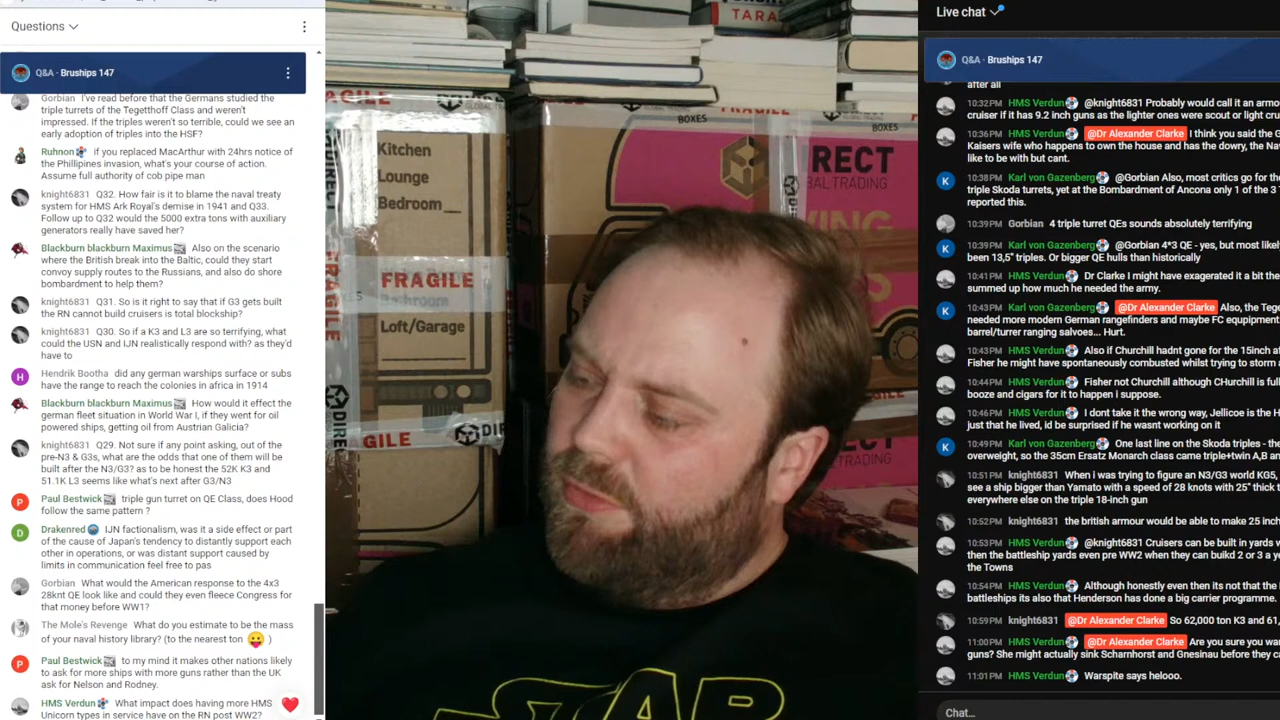 Questions
Q&A · Bruships 147
Gorbian I've read before that the Germans studied the
triple turrets of the Tegetthoff Class and weren't
impressed. If the triples weren't so terrible, could we see an
early adoption of triples into the HSF?
Ruhnon if you replaced MacArthur with 24hrs notice of
the Phillipines invasion, what's your course of action.
Assume full authority of cob pipe man
knight6831 Q32. How fair is it to blame the naval treaty
system for HMS Ark Royal's demise in 1941 and Q33.
Follow up to Q32 would the 5000 extra tons with auxiliary
generators really have saved her?
Blackburn blackburn Maximus Also on the scenario
where the British break into the Baltic, could they start
convoy supply routes to the Russians, and also do shore
bombardment to help them?
knight6831 Q31. So is it right to say that if G3 gets built
the RN cannot build cruisers is total blockship?
knight6831 Q30. So if a K3 and L3 are so terrifying, what
could the USN and IJN realistically respond with? as they'd
have to
Hendrik Bootha did any german warships surface or subs
have the range to reach the colonies in africa in 1914
Blackburn blackburn Maximus How would it effect the
german fleet situation in World War I, if they went for oil
powered ships, getting oil from Austrian Galicia?
knight6831 Q29. Not sure if any point asking, out of the
pre-N3 & G3s, what are the odds that one of them will be
built after the N3/G3? as to be honest the 52K K3 and
51.1K L3 seems like what's next after G3/N3
Paul Bestwick triple gun turret on QE Class, does Hood
follow the same pattern ?
Drakenred IJN factionalism, was it a side effect or part
of the cause of Japan's tendency to distantly support each
other in operations, or was distant support caused by
limits in communication feel free to pas
Gorbian What would the American response to the 4x3
28knt QE look like and could they even fleece Congress for
that money before WW1?
The Mole's Revenge What do you estimate to be the mass
of your naval history library? (to the nearest ton 😛 )
Paul Bestwick to my mind it makes other nations likely
to ask for more ships with more guns rather than the UK
ask for Nelson and Rodney.
HMS Verdun What impact does having more HMS
Unicorn types in service have on the RN post WW2?
TARA
FRAGILE
BOXES
BOXES
Kitchen
Lounge
Bedroom__
FRAGILE
Bathroom
Loft/Garage
AGILE
DIREC
RECT
BAL TRADING
STAR
Live chat
Q&A · Bruships 147
after all
10:32PM HMS Verdun @knight6831 Probably would call it an armo
cruiser if it has 9.2 inch guns as the lighter ones were scout or light cru
10:36PM HMS Verdun @Dr Alexander Clarke I think you said the G
Kaisers wife who happens to own the house and has the dowry, the Nav
like to be with but cant.
10:38PM Karl von Gazenberg @Gorbian Also, most critics go for the
triple Skoda turrets, yet at the Bombardment of Ancona only 1 of the 3
reported this.
10:39PM Gorbian 4 triple turret QEs sounds absolutely terrifying
10:39PM Karl von Gazenberg @Gorbian 4*3 QE - yes, but most likel
been 13,5" triples. Or bigger QE hulls than historically
10:41PM HMS Verdun Dr Clarke I might have exagerated it a bit the
summed up how much he needed the army.
10:43PM Karl von Gazenberg @Dr Alexander Clarke Also, the Tege
needed more modern German rangefinders and maybe FC equipment
barrel/turrer ranging salvoes... Hurt.
10:43PM HMS Verdun Also if Churchill hadnt gone for the 15inch af
Fisher he might have spontaneously combusted whilst trying to storm a
10:44PM HMS Verdun Fisher not Churchill although CHurchill is full
booze and cigars for it to happen i suppose.
10:46PM HMS Verdun I dont take it the wrong way, Jellicoe is the H
just that he lived, id be surprised if he wasnt working on it
10:49PM Karl von Gazenberg One last line on the Skoda triples - the
overweight, so the 35cm Ersatz Monarch class came triple+twin A,B an
10:51PM knight6831 When i was trying to figure an N3/G3 world KG5,
see a ship bigger than Yamato with a speed of 28 knots with 25" thick t
everywhere else on the triple 18-inch gun
10:52PM knight6831 the british armour would be able to make 25 inch
10:53PM HMS Verdun @knight6831 Cruisers can be built in yards w
then the battleship yards even pre WW2 when they can buikd 2 or 3 a y
the Towns
10:54PM HMS Verdun Although honestly even then its not that the
battleships its also that Henderson has done a big carrier programme.
10:59PM knight6831 @Dr Alexander Clarke So 62,000 ton K3 and 61,
11:00PM HMS Verdun @Dr Alexander Clarke Are you sure you wan
guns? She might actually sink Scharnhorst and Gnesinau before they ca
11:01PM HMS Verdun Warspite says helooo.
Chat...